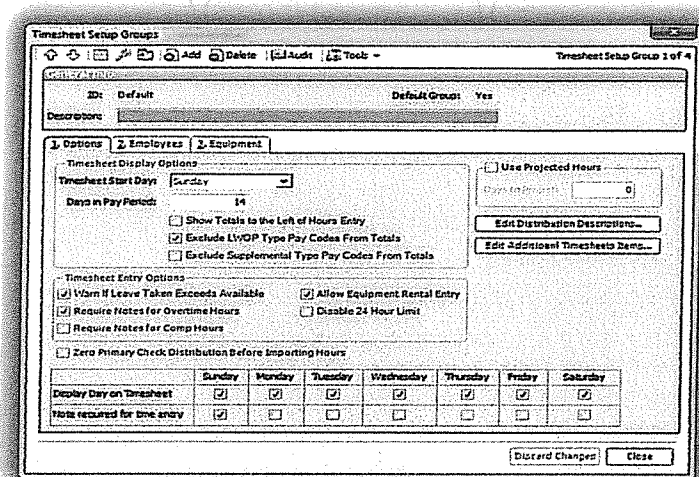 Timesheet Setup Groups
Add Delete Audit Tools Timesheet Setup Group 1 of 4
General Info
ID: Default Default Group: Yes
Description:
1. Options 2. Employees 3. Equipment
Timesheet Display Options
Timesheet Start Day: Sunday
Days in Pay Period: 14
Show Totals to the Left of Hours Entry
Exclude LWOP Type Pay Codes From Totals
Exclude Supplemental Type Pay Codes From Totals
Use Projected Hours
Days to Project: 0
Edit Distribution Descriptions...
Edit Additional Timesheets Items...
Timesheet Entry Options
Warn If Leave Taken Exceeds Available Allow Equipment Rental Entry
Require Notes for Overtime Hours Disable 24 Hour Limit
Require Notes for Comp Hours
Zero Primary Check Distribution Before Importing Hours
Sunday Monday Tuesday Wednesday Thursday Friday Saturday
Display Day on Timesheet
Note required for time entry
Discard Changes Close